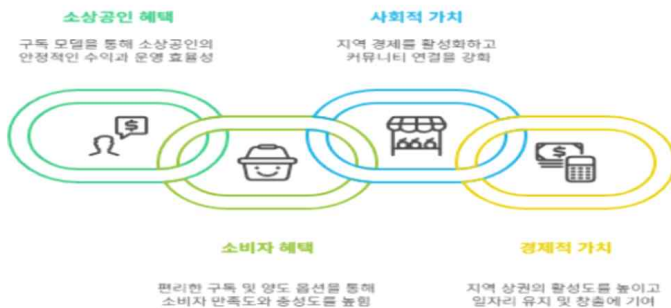 소상공인 혜택
구독 모델을 통해 소상공인의
안정적인 수익과 운영 효율성
사회적 가치
지역 경제를 활성화하고
커뮤니티 연결을 강화
$
$
소비자 혜택
편리한 구독 및 양도 옵션을 통해
소비자 만족도와 충성도를 높힘
경제적 가치
지역 상권의 활성도를 높이고
일자리 유지 및 창출에 기여